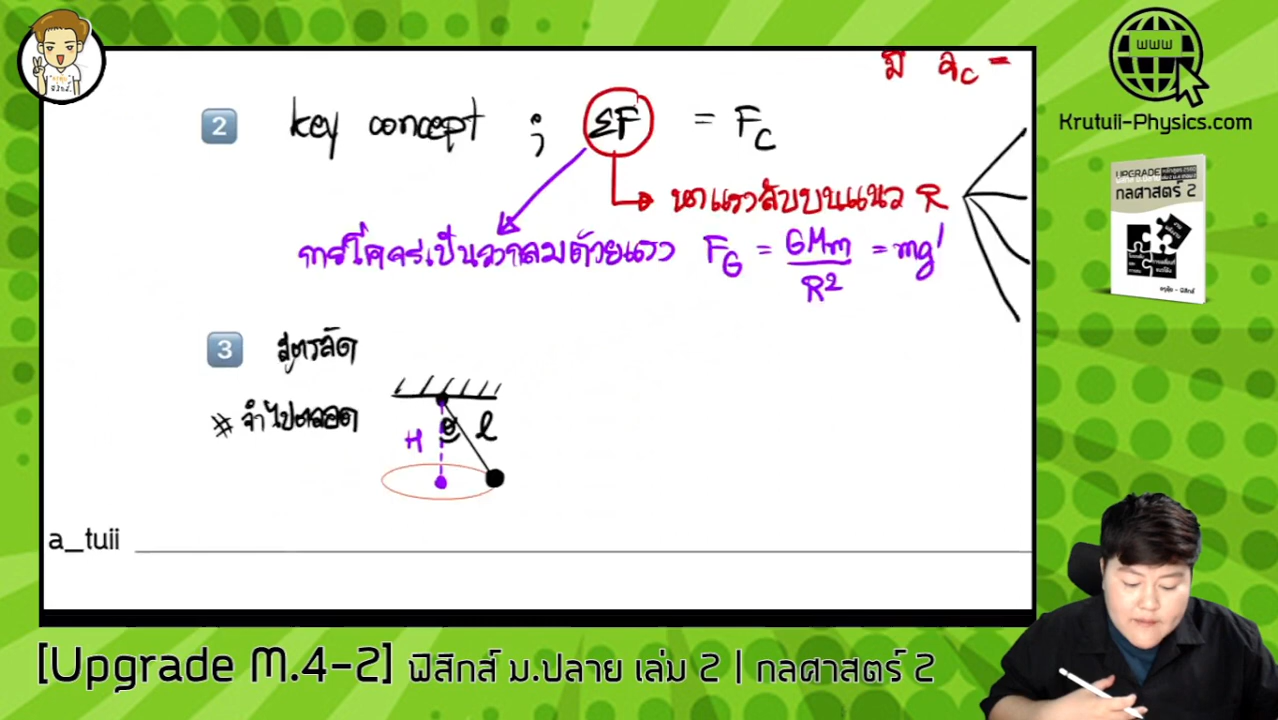 www
Krutuii-Physics.com
UPGRADE
กลศาสตร์ 2
มี a_c =
2 key concept ; ΣF = F_C
หาแรงลัพบนแนว R
การโคจรเป็นวงกลมด้วยแรง F_G = GMm/R² = mg'
3 สูตรลัด
* จำไปตลอด
H θ l
a_tuii
[Upgrade M.4-2] ฟิสิกส์ ม.ปลาย เล่ม 2 | กลศาสตร์ 2